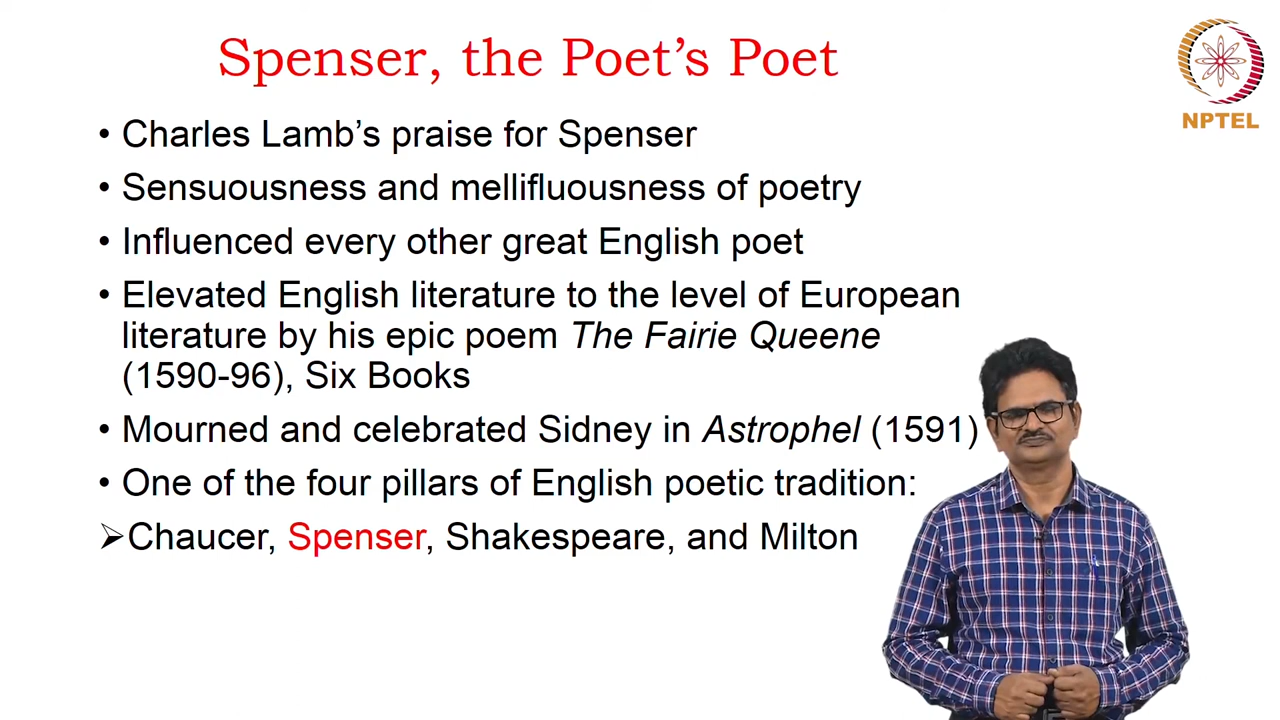 Spenser, the Poet's Poet
NPTEL
• Charles Lamb's praise for Spenser
• Sensuousness and mellifluousness of poetry
• Influenced every other great English poet
• Elevated English literature to the level of European
literature by his epic poem The Fairie Queene
(1590-96), Six Books
• Mourned and celebrated Sidney in Astrophel (1591)
• One of the four pillars of English poetic tradition:
➢Chaucer, Spenser, Shakespeare, and Milton